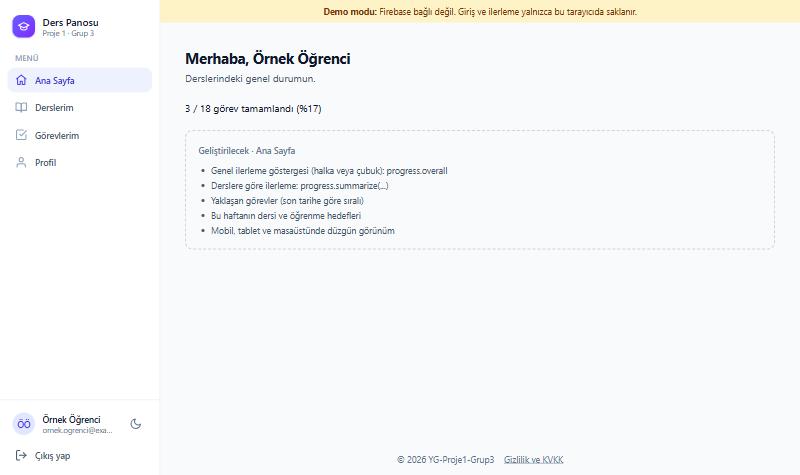 Demo modu: Firebase bağlı değil. Giriş ve ilerleme yalnızca bu tarayıcıda saklanır.
Ders Panosu
Proje 1 · Grup 3
MENÜ
Ana Sayfa
Derslerim
Görevlerim
Profil
Merhaba, Örnek Öğrenci
Derslerindeki genel durumun.
3 / 18 görev tamamlandı (%17)
Geliştirilecek · Ana Sayfa
• Genel ilerleme göstergesi (halka veya çubuk): progress.overall
• Derslere göre ilerleme: progress.summarize(...)
• Yaklaşan görevler (son tarihe göre sıralı)
• Bu haftanın dersi ve öğrenme hedefleri
• Mobil, tablet ve masaüstünde düzgün görünüm
ÖÖ
Örnek Öğrenci
ornek.ogrenci@exa...
Çıkış yap
© 2026 YG-Proje1-Grup3 Gizlilik ve KVKK